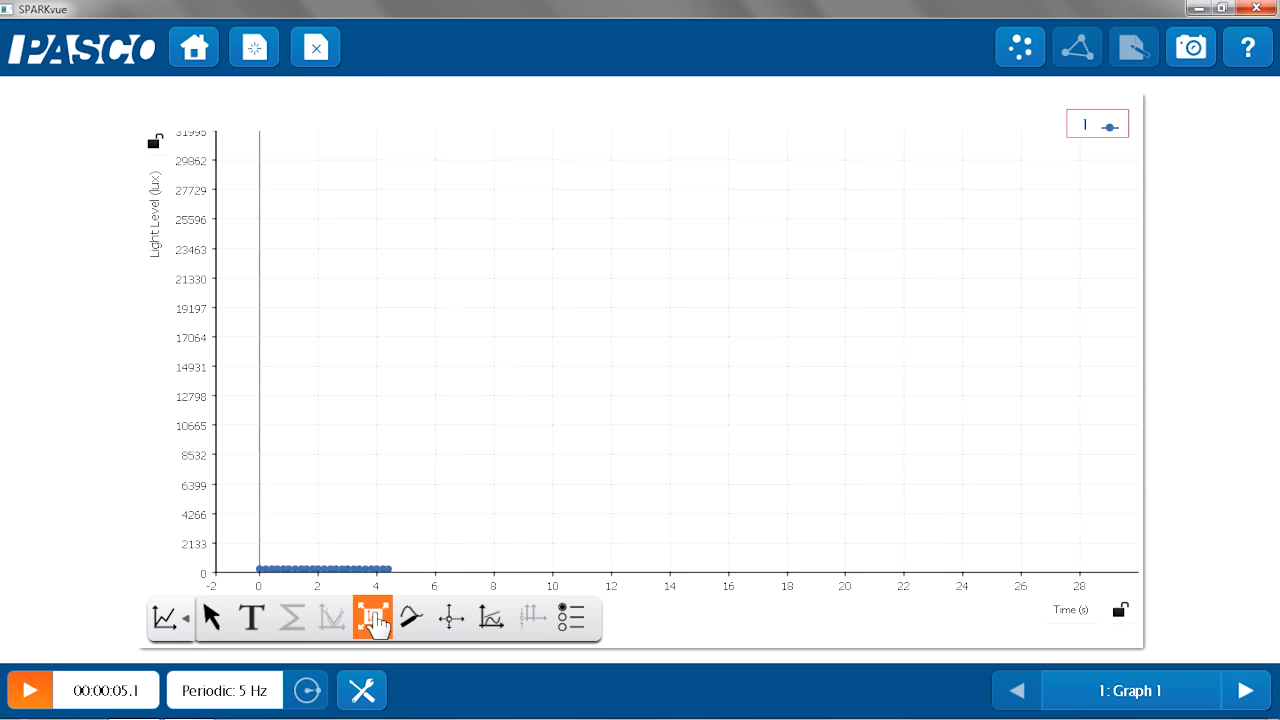 SPARKvue
PASCO
?
1
Light Level (lux)
31995
29862
27729
25596
23463
21330
19197
17064
14931
12798
10665
8532
6399
4266
2133
0
-2 0 2 4 6 8 10 12 14 16 18 20 22 24 26 28
Time (s)
T Σ
00:00:05.1
Periodic: 5 Hz
1: Graph 1